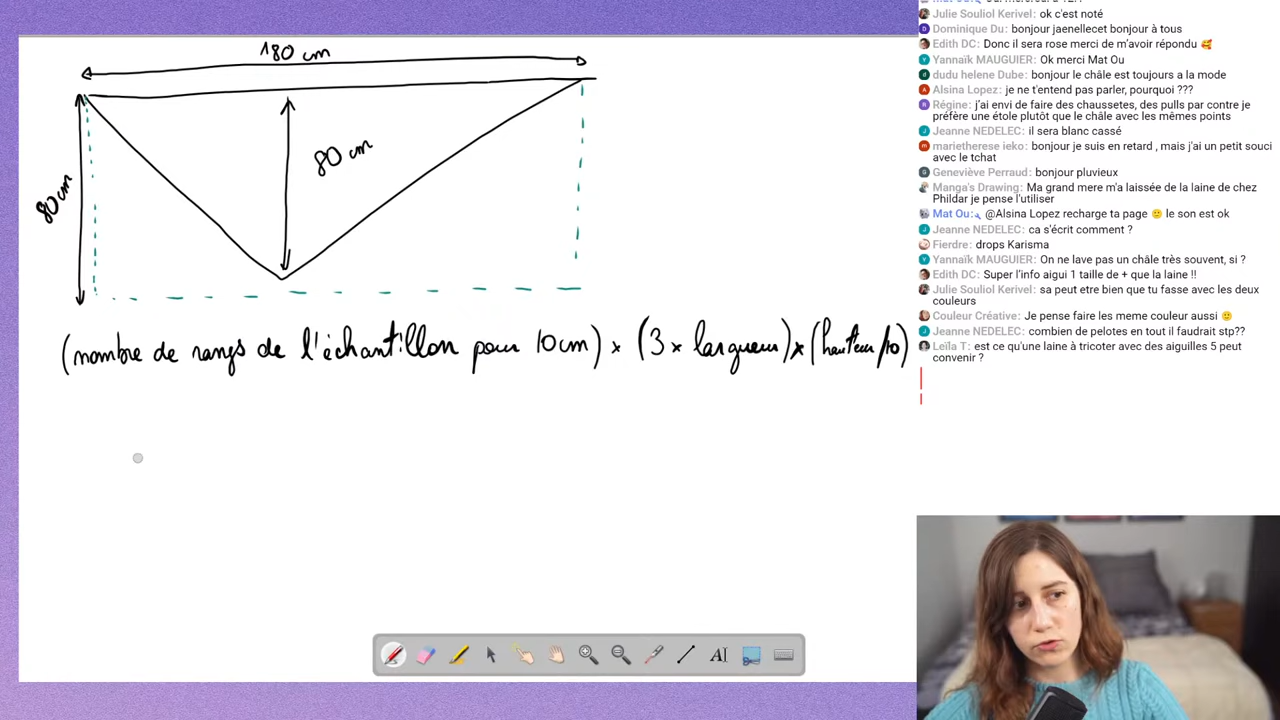 180 cm
80 cm
80 cm
(nombre de rangs de l'échantillon pour 10cm) × (3 × largueur) × (hauteur/10)
Julie Souliol Kerivel: ok c'est noté
Dominique Du: bonjour jaenellecet bonjour à tous
Edith DC: Donc il sera rose merci de m'avoir répondu 🥰
Yannaïk MAUGUIER: Ok merci Mat Ou
dudu helene Dube: bonjour le châle est toujours a la mode
Alsina Lopez: je ne t'entend pas parler, pourquoi ???
Régine: j'ai envi de faire des chaussetes, des pulls par contre je
préfère une étole plutôt que le châle avec les mêmes points
Jeanne NEDELEC: il sera blanc cassé
marietherese ieko: bonjour je suis en retard , mais j'ai un petit souci
avec le tchat
Geneviève Perraud: bonjour pluvieux
Manga's Drawing: Ma grand mere m'a laissée de la laine de chez
Phildar je pense l'utiliser
Mat Ou: @Alsina Lopez recharge ta page 🙂 le son est ok
Jeanne NEDELEC: ca s'écrit comment ?
Fierdre: drops Karisma
Yannaïk MAUGUIER: On ne lave pas un châle très souvent, si ?
Edith DC: Super l'info aigui 1 taille de + que la laine !!
Julie Souliol Kerivel: sa peut etre bien que tu fasse avec les deux
couleurs
Couleur Créative: Je pense faire les meme couleur aussi 🙂
Jeanne NEDELEC: combien de pelotes en tout il faudrait stp??
Leïla T: est ce qu'une laine à tricoter avec des aiguilles 5 peut
convenir ?
AI